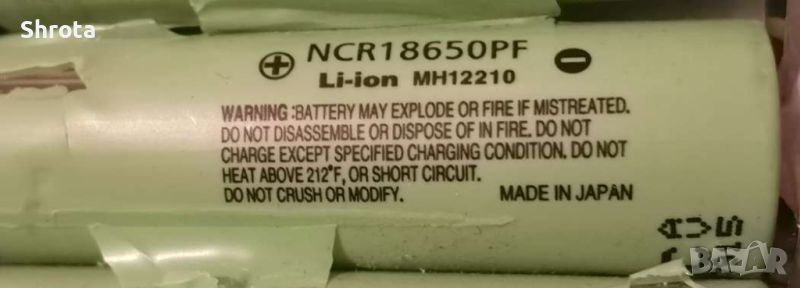 Shrota
NCR18650PF
Li-ion MH12210
WARNING :BATTERY MAY EXPLODE OR FIRE IF MISTREATED.
DO NOT DISASSEMBLE OR DISPOSE OF IN FIRE. DO NOT
CHARGE EXCEPT SPECIFIED CHARGING CONDITION. DO NOT
HEAT ABOVE 212°F, OR SHORT CIRCUIT.
DO NOT CRUSH OR MODIFY.
MADE IN JAPAN
bazar